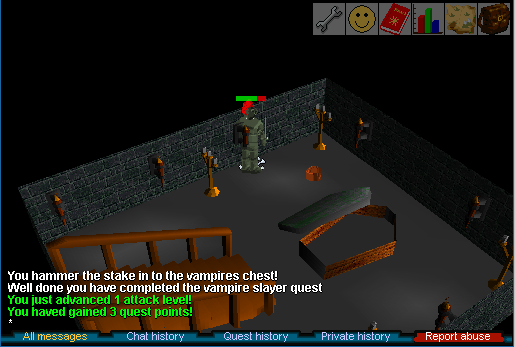 You hammer the stake in to the vampires chest!
Well done you have completed the vampire slayer quest
You just advanced 1 attack level!
You haved gained 3 quest points!
*
All messages
Chat history
Quest history
Private history
Report abuse